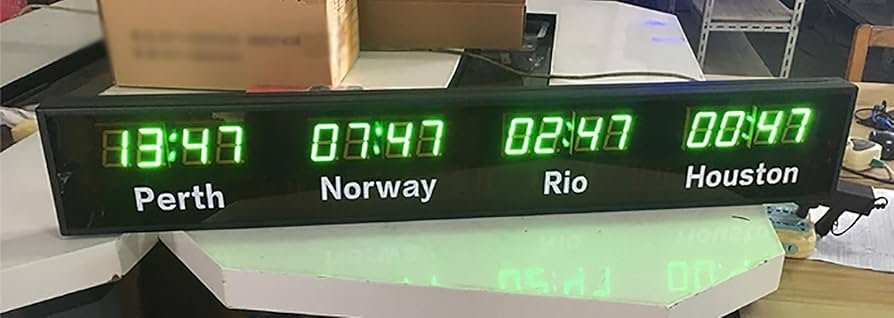 13:47 07:47 02:47 00:47
Perth Norway Rio Houston